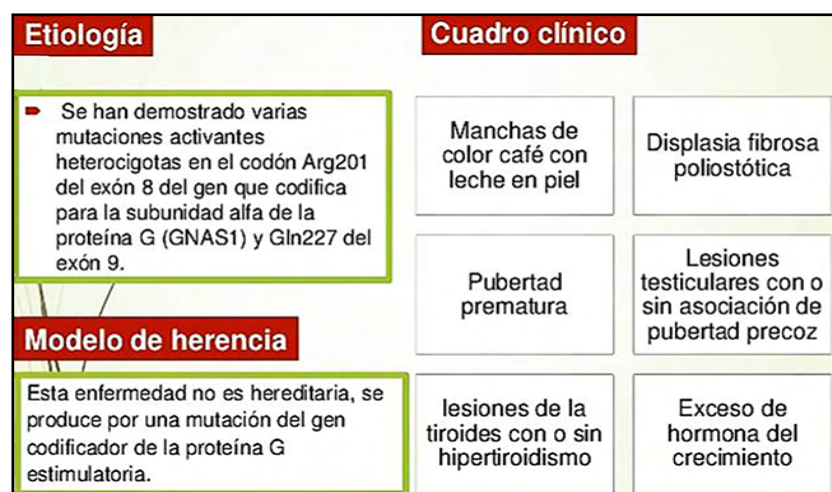 Etiología
Se han demostrado varias
mutaciones activantes
heterocigotas en el codón Arg201
del exón 8 del gen que codifica
para la subunidad alfa de la
proteína G (GNAS1) y Gln227 del
exón 9.
Modelo de herencia
Esta enfermedad no es hereditaria, se
produce por una mutación del gen
codificador de la proteína G
estimulatoria.
Cuadro clínico
Manchas de
color café con
leche en piel
Displasia fibrosa
poliostótica
Pubertad
prematura
Lesiones
testiculares con o
sin asociación de
pubertad precoz
lesiones de la
tiroides con o sin
hipertiroidismo
Exceso de
hormona del
crecimiento